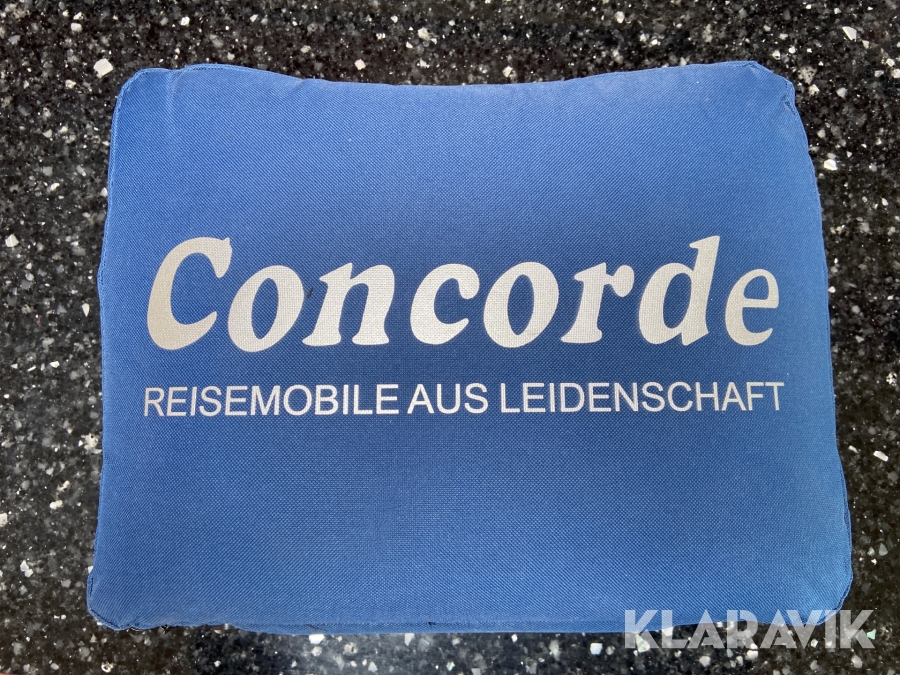 Concorde
REISEMOBILE AUS LEIDENSCHAFT
KLARAVIK